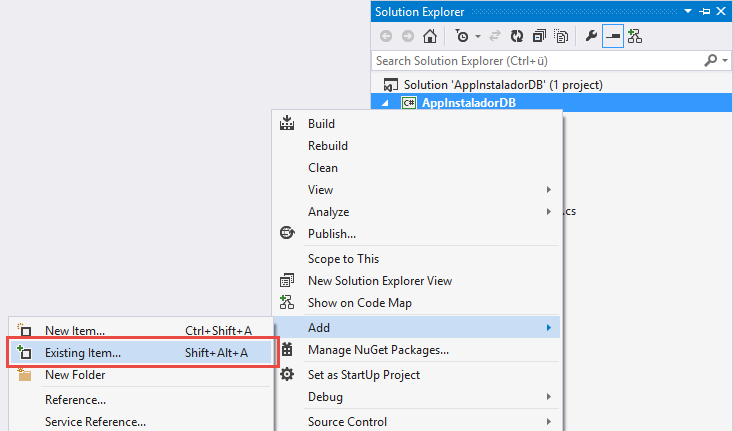 Solution Explorer
Search Solution Explorer (Ctrl+ü)
Solution 'AppInstaladorDB' (1 project)
C# AppInstaladorDB
Build
Rebuild
Clean
View
Analyze
.cs
Publish...
Scope to This
New Solution Explorer View
Show on Code Map
Add
Manage NuGet Packages...
Set as StartUp Project
Debug
Source Control
New Item... Ctrl+Shift+A
Existing Item... Shift+Alt+A
New Folder
Reference...
Service Reference...